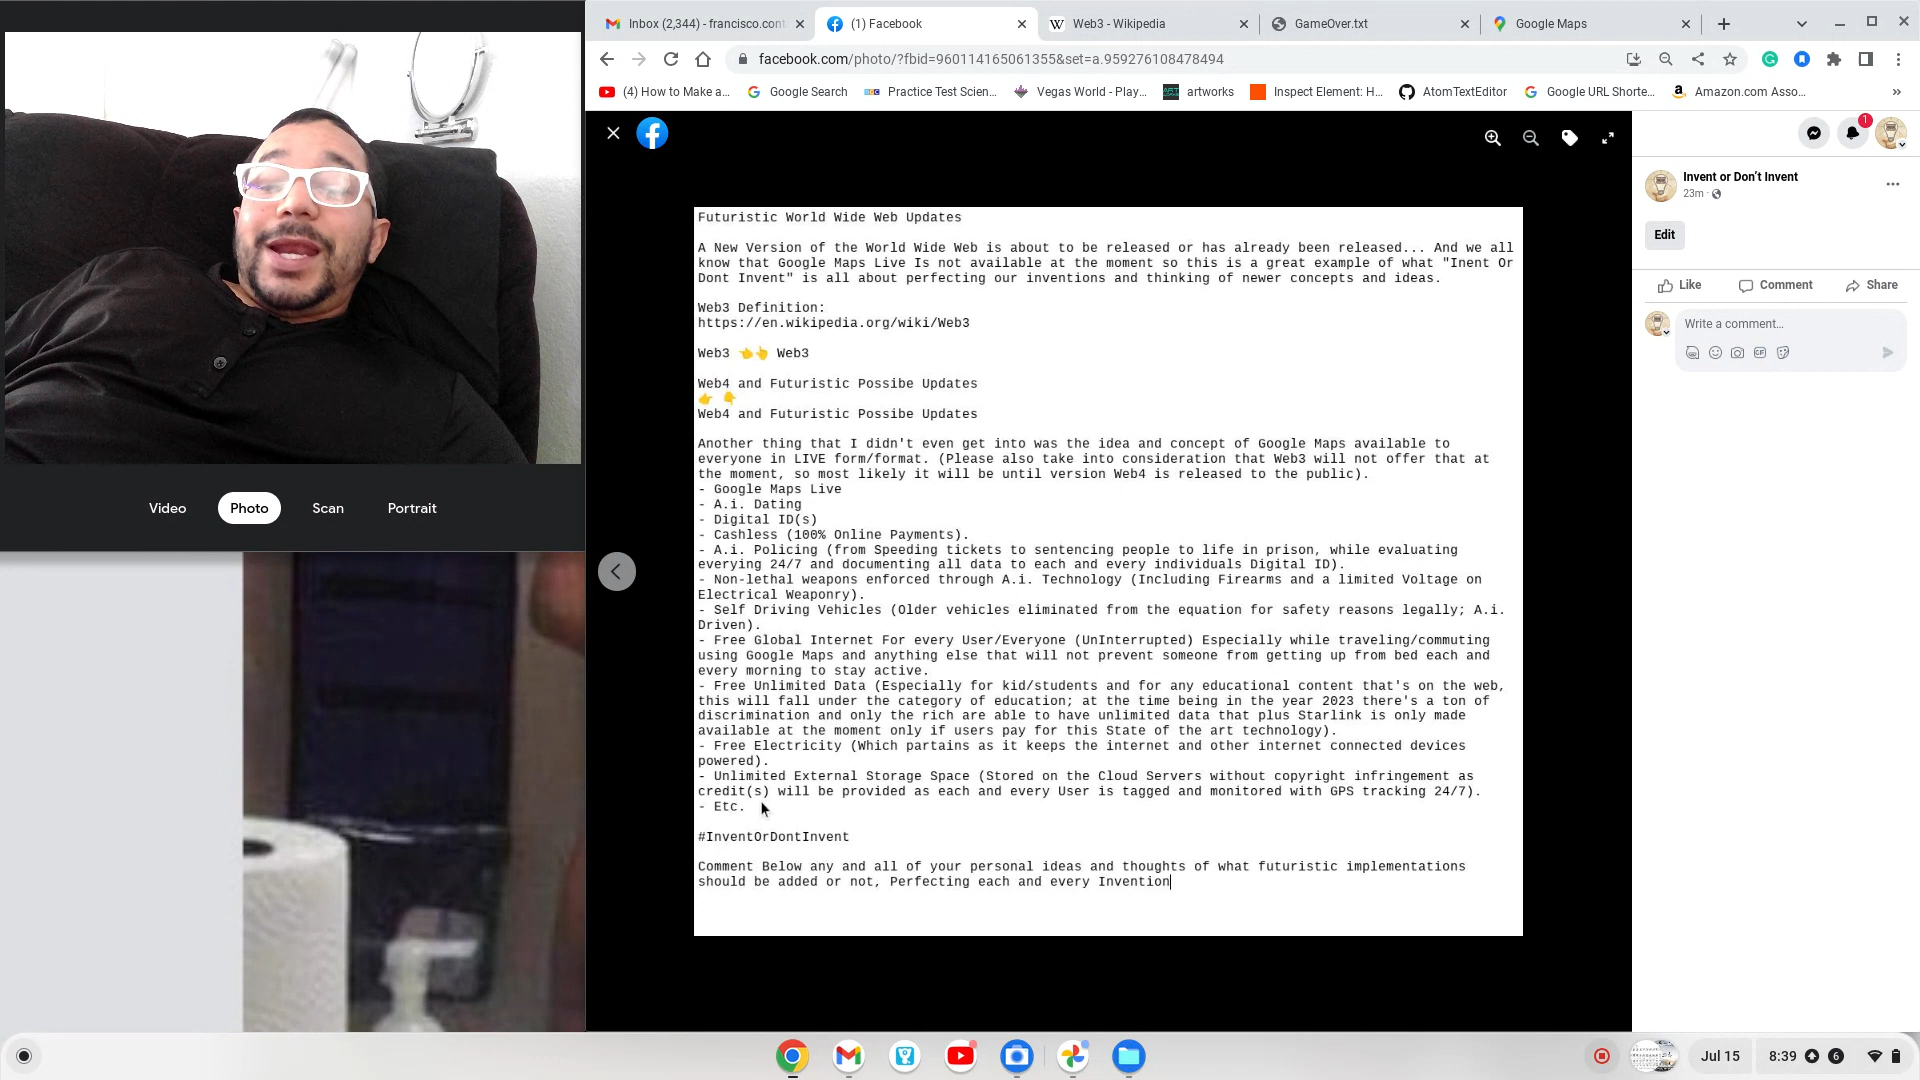 Inbox (2,344) - francisco.cont
(1) Facebook
Web3 - Wikipedia
GameOver.txt
Google Maps
facebook.com/photo/?fbid=960114165061355&set=a.959276108478494
(4) How to Make a...
Google Search
Practice Test Scien...
Vegas World - Play...
artworks
Inspect Element: H...
AtomTextEditor
Google URL Shorte...
Amazon.com Asso...
»
Futuristic World Wide Web Updates
A New Version of the World Wide Web is about to be released or has already been released... And we all
know that Google Maps Live Is not available at the moment so this is a great example of what "Inent Or
Dont Invent" is all about perfecting our inventions and thinking of newer concepts and ideas.
Web3 Definition:
https://en.wikipedia.org/wiki/Web3
Web3 👈👆 Web3
Web4 and Futuristic Possibe Updates
👉 👇
Web4 and Futuristic Possibe Updates
Another thing that I didn't even get into was the idea and concept of Google Maps available to
everyone in LIVE form/format. (Please also take into consideration that Web3 will not offer that at
the moment, so most likely it will be until version Web4 is released to the public).
- Google Maps Live
- A.i. Dating
- Digital ID(s)
- Cashless (100% Online Payments).
- A.i. Policing (from Speeding tickets to sentencing people to life in prison, while evaluating
everying 24/7 and documenting all data to each and every individuals Digital ID).
- Non-lethal weapons enforced through A.i. Technology (Including Firearms and a limited Voltage on
Electrical Weaponry).
- Self Driving Vehicles (Older vehicles eliminated from the equation for safety reasons legally; A.i.
Driven).
- Free Global Internet For every User/Everyone (UnInterrupted) Especially while traveling/commuting
using Google Maps and anything else that will not prevent someone from getting up from bed each and
every morning to stay active.
- Free Unlimited Data (Especially for kid/students and for any educational content that's on the web,
this will fall under the category of education; at the time being in the year 2023 there's a ton of
discrimination and only the rich are able to have unlimited data that plus Starlink is only made
available at the moment only if users pay for this State of the art technology).
- Free Electricity (Which partains as it keeps the internet and other internet connected devices
powered).
- Unlimited External Storage Space (Stored on the Cloud Servers without copyright infringement as
credit(s) will be provided as each and every User is tagged and monitored with GPS tracking 24/7).
- Etc.
#InventOrDontInvent
Comment Below any and all of your personal ideas and thoughts of what futuristic implementations
should be added or not, Perfecting each and every Invention
1
Invent or Don't Invent
23m ·
Edit
Like
Comment
Share
Write a comment...
GIF
Video
Photo
Scan
Portrait
Jul 15
8:39
6